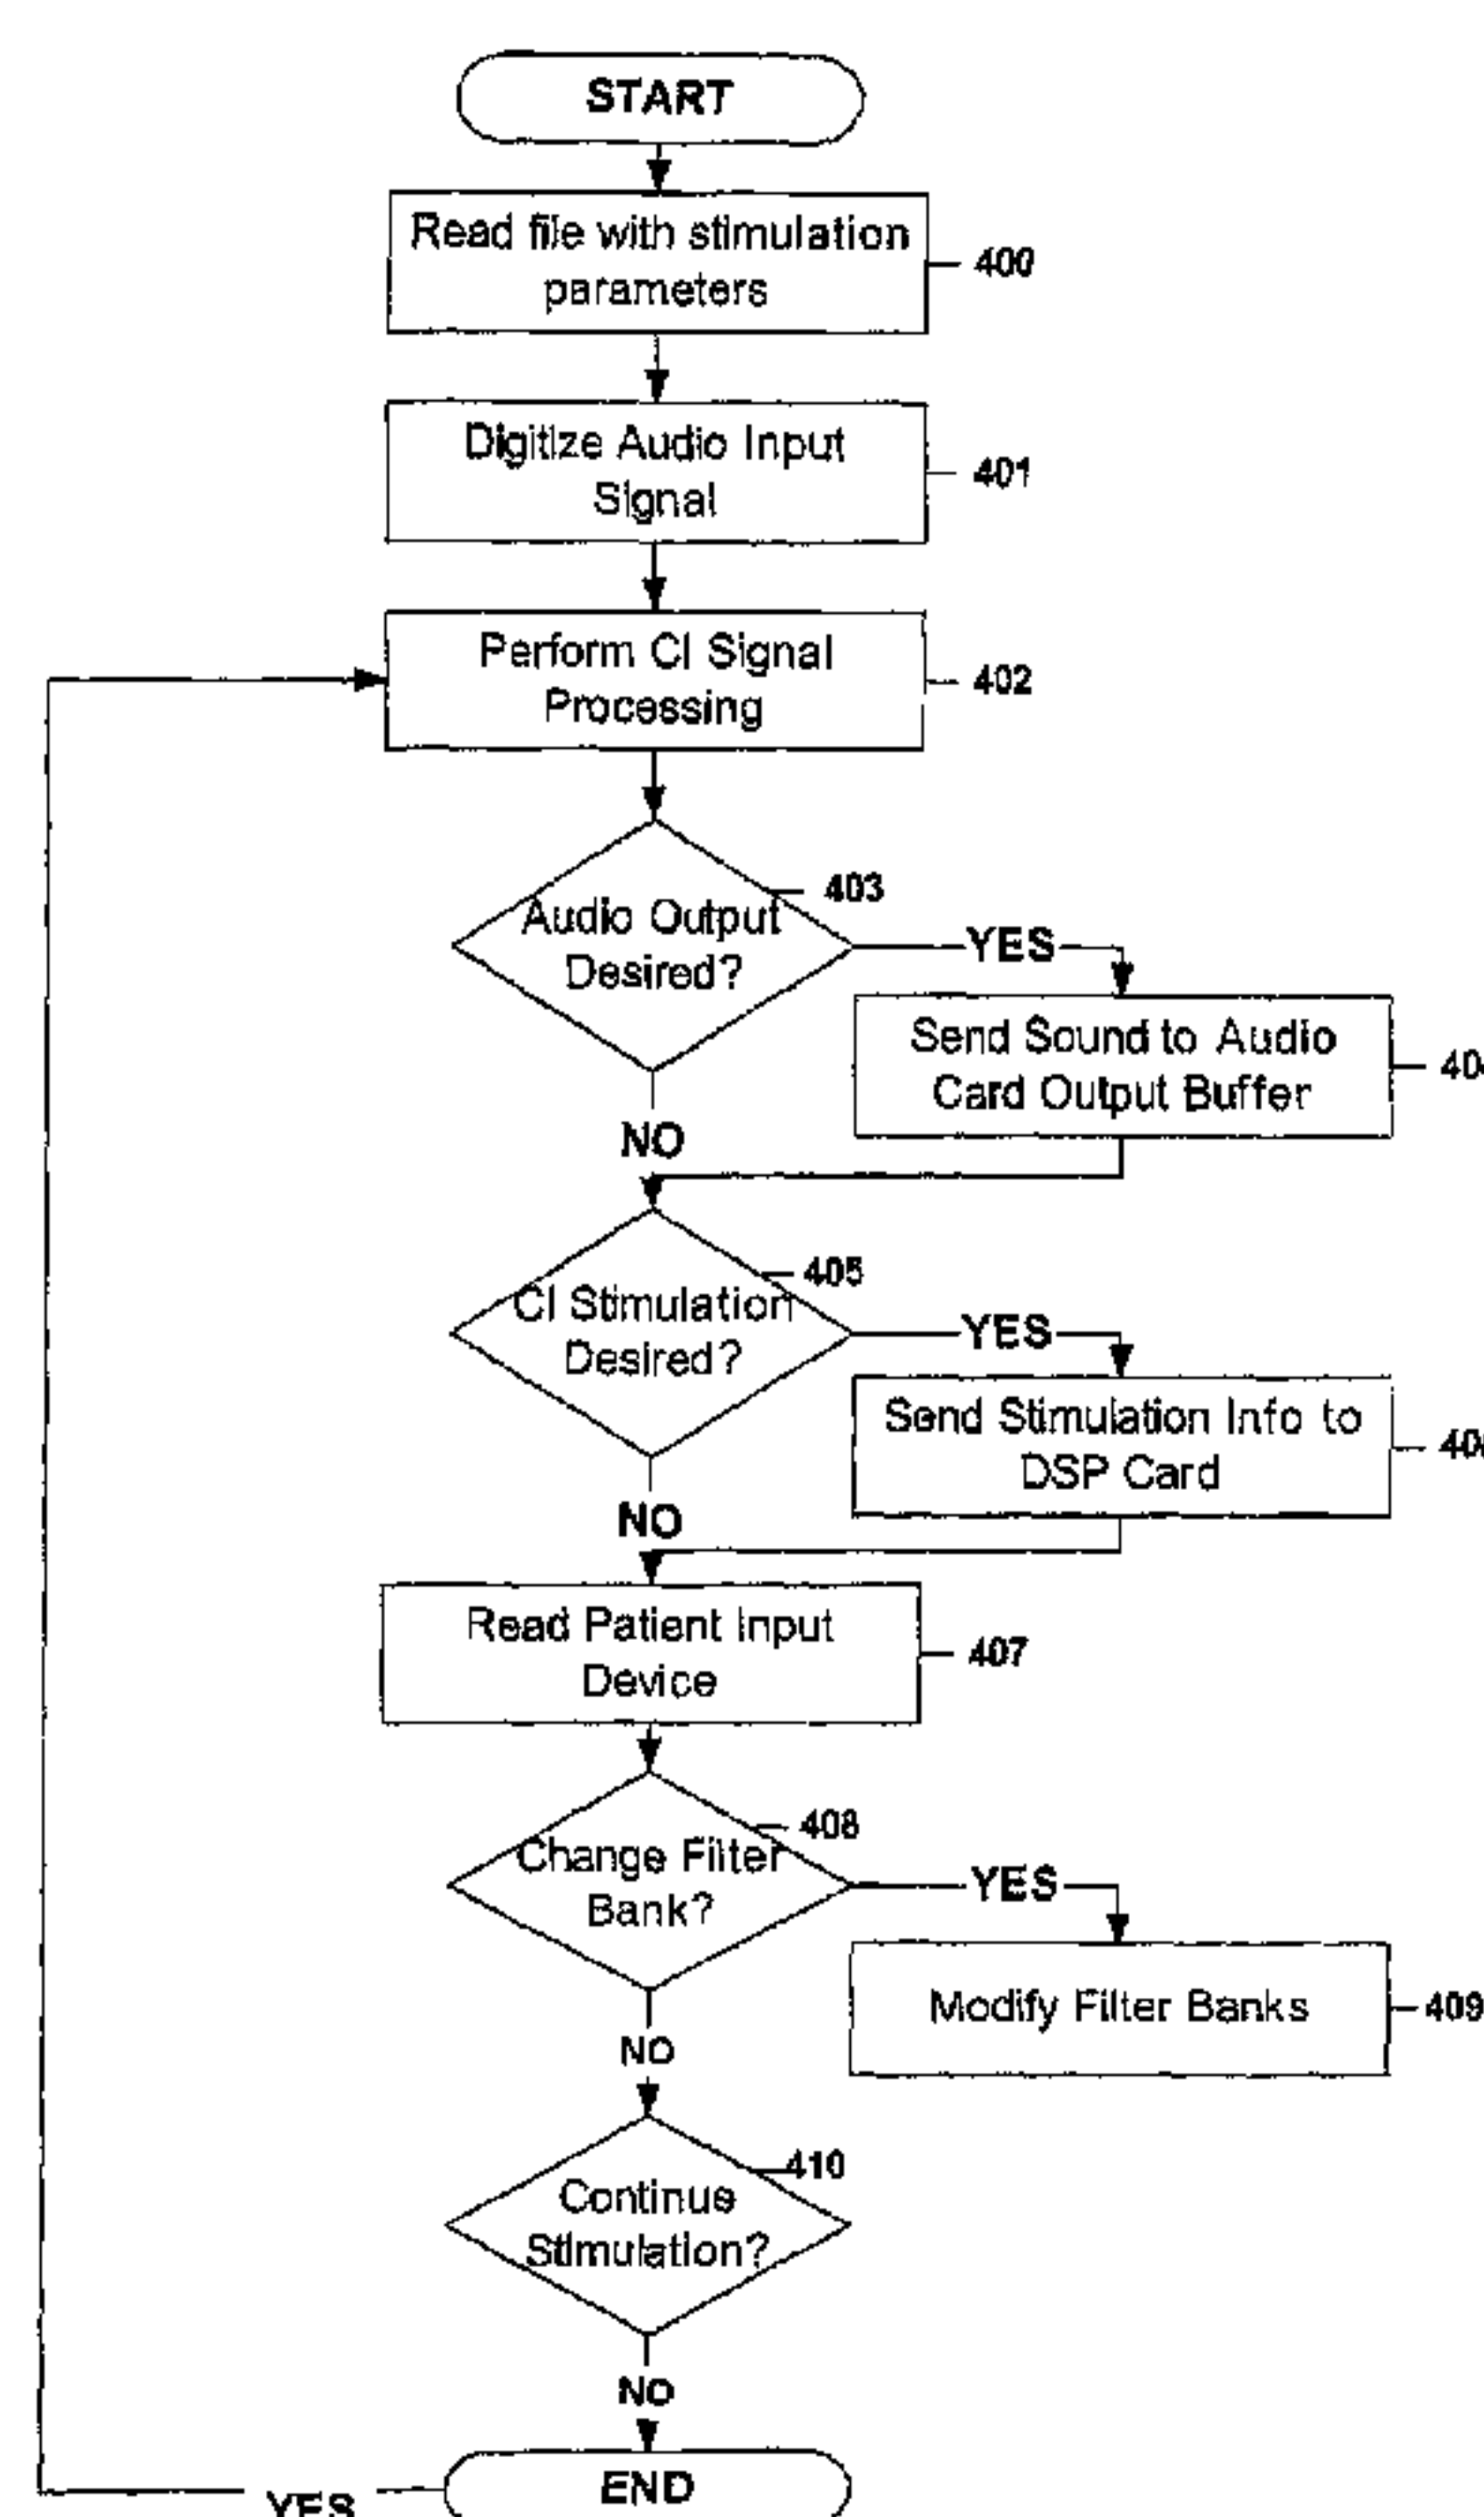 START
Read file with stimulation
parameters
400
Digitize Audio Input
Signal
401
Perform CI Signal
Processing
402
403
Audio Output
Desired?
YES
Send Sound to Audio
Card Output Buffer
NO
405
CI Stimulation
Desired?
YES
Send Stimulation Info to
DSP Card
NO
Read Patient Input
Device
407
408
Change Filter
Bank?
YES
Modify Filter Banks
409
NO
410
Continue
Stimulation?
NO
END
YES